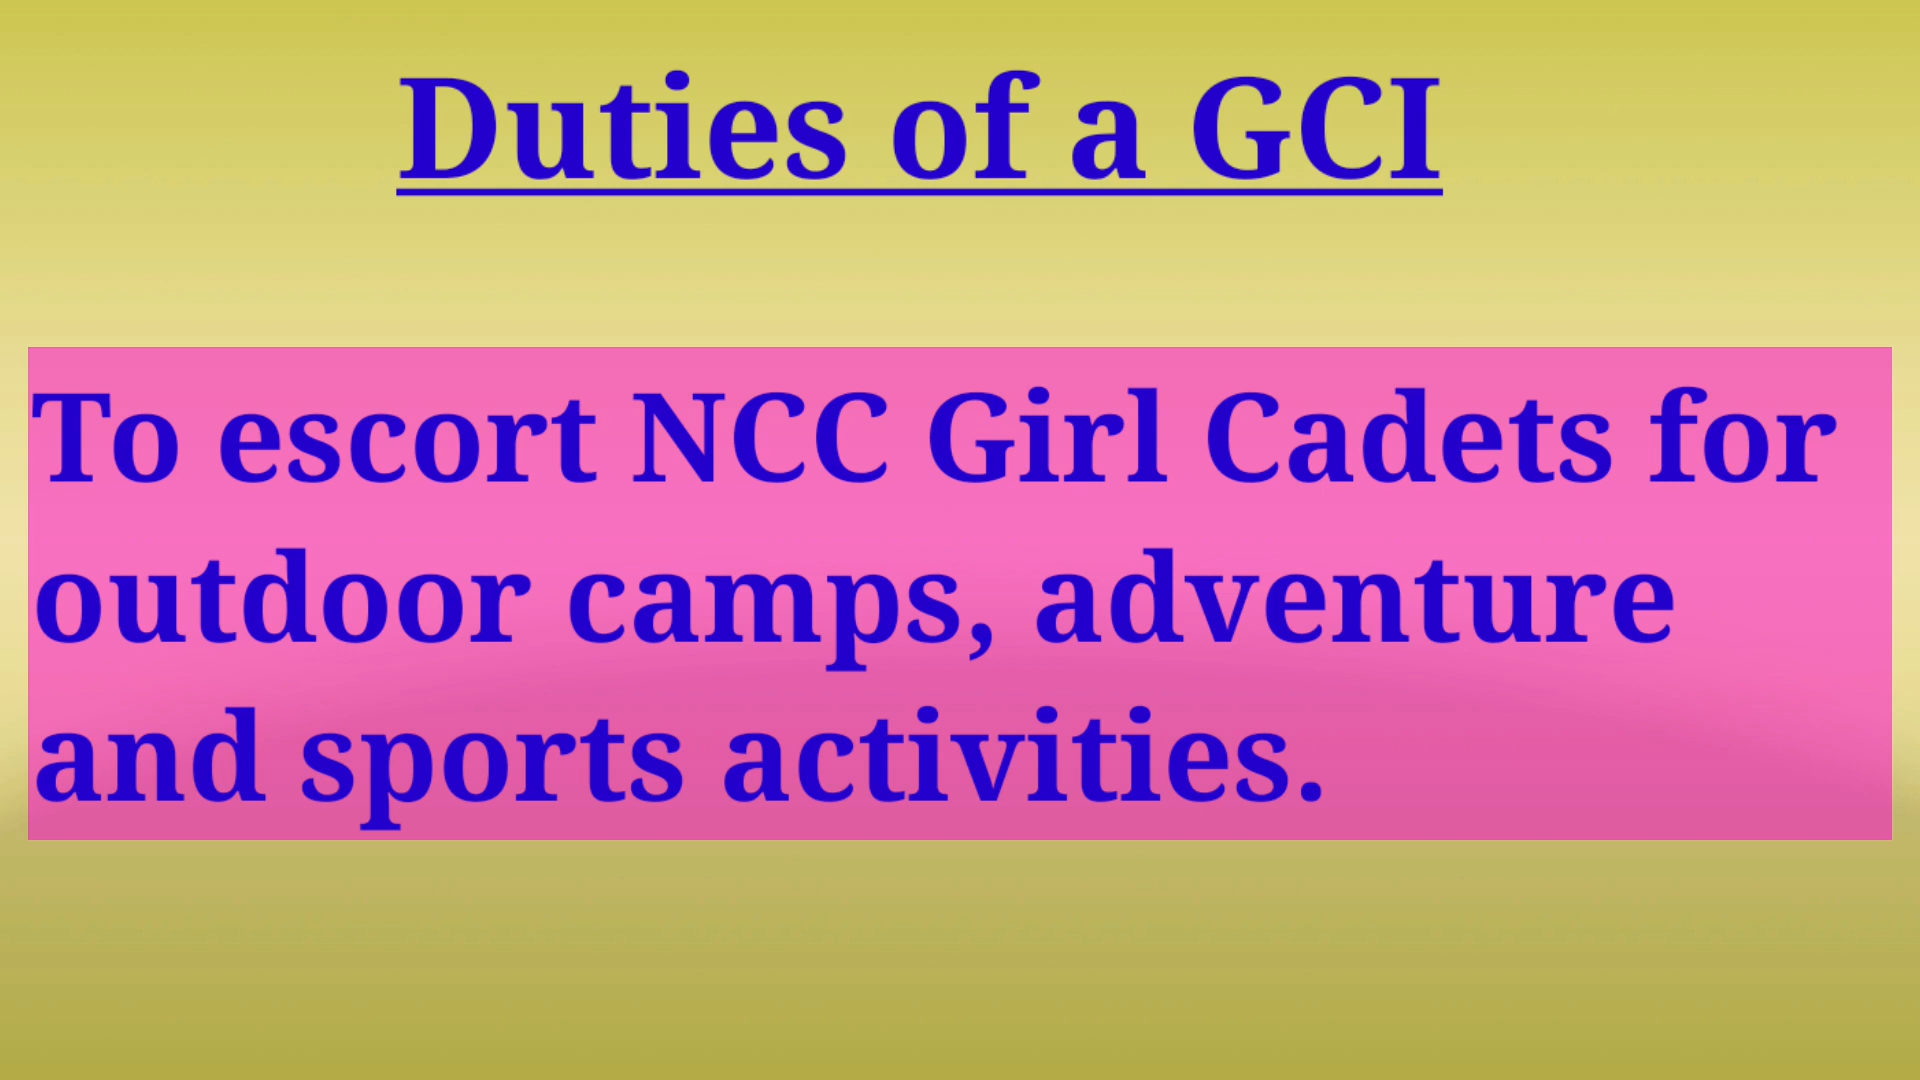 Duties of a GCI
To escort NCC Girl Cadets for
outdoor camps, adventure
and sports activities.